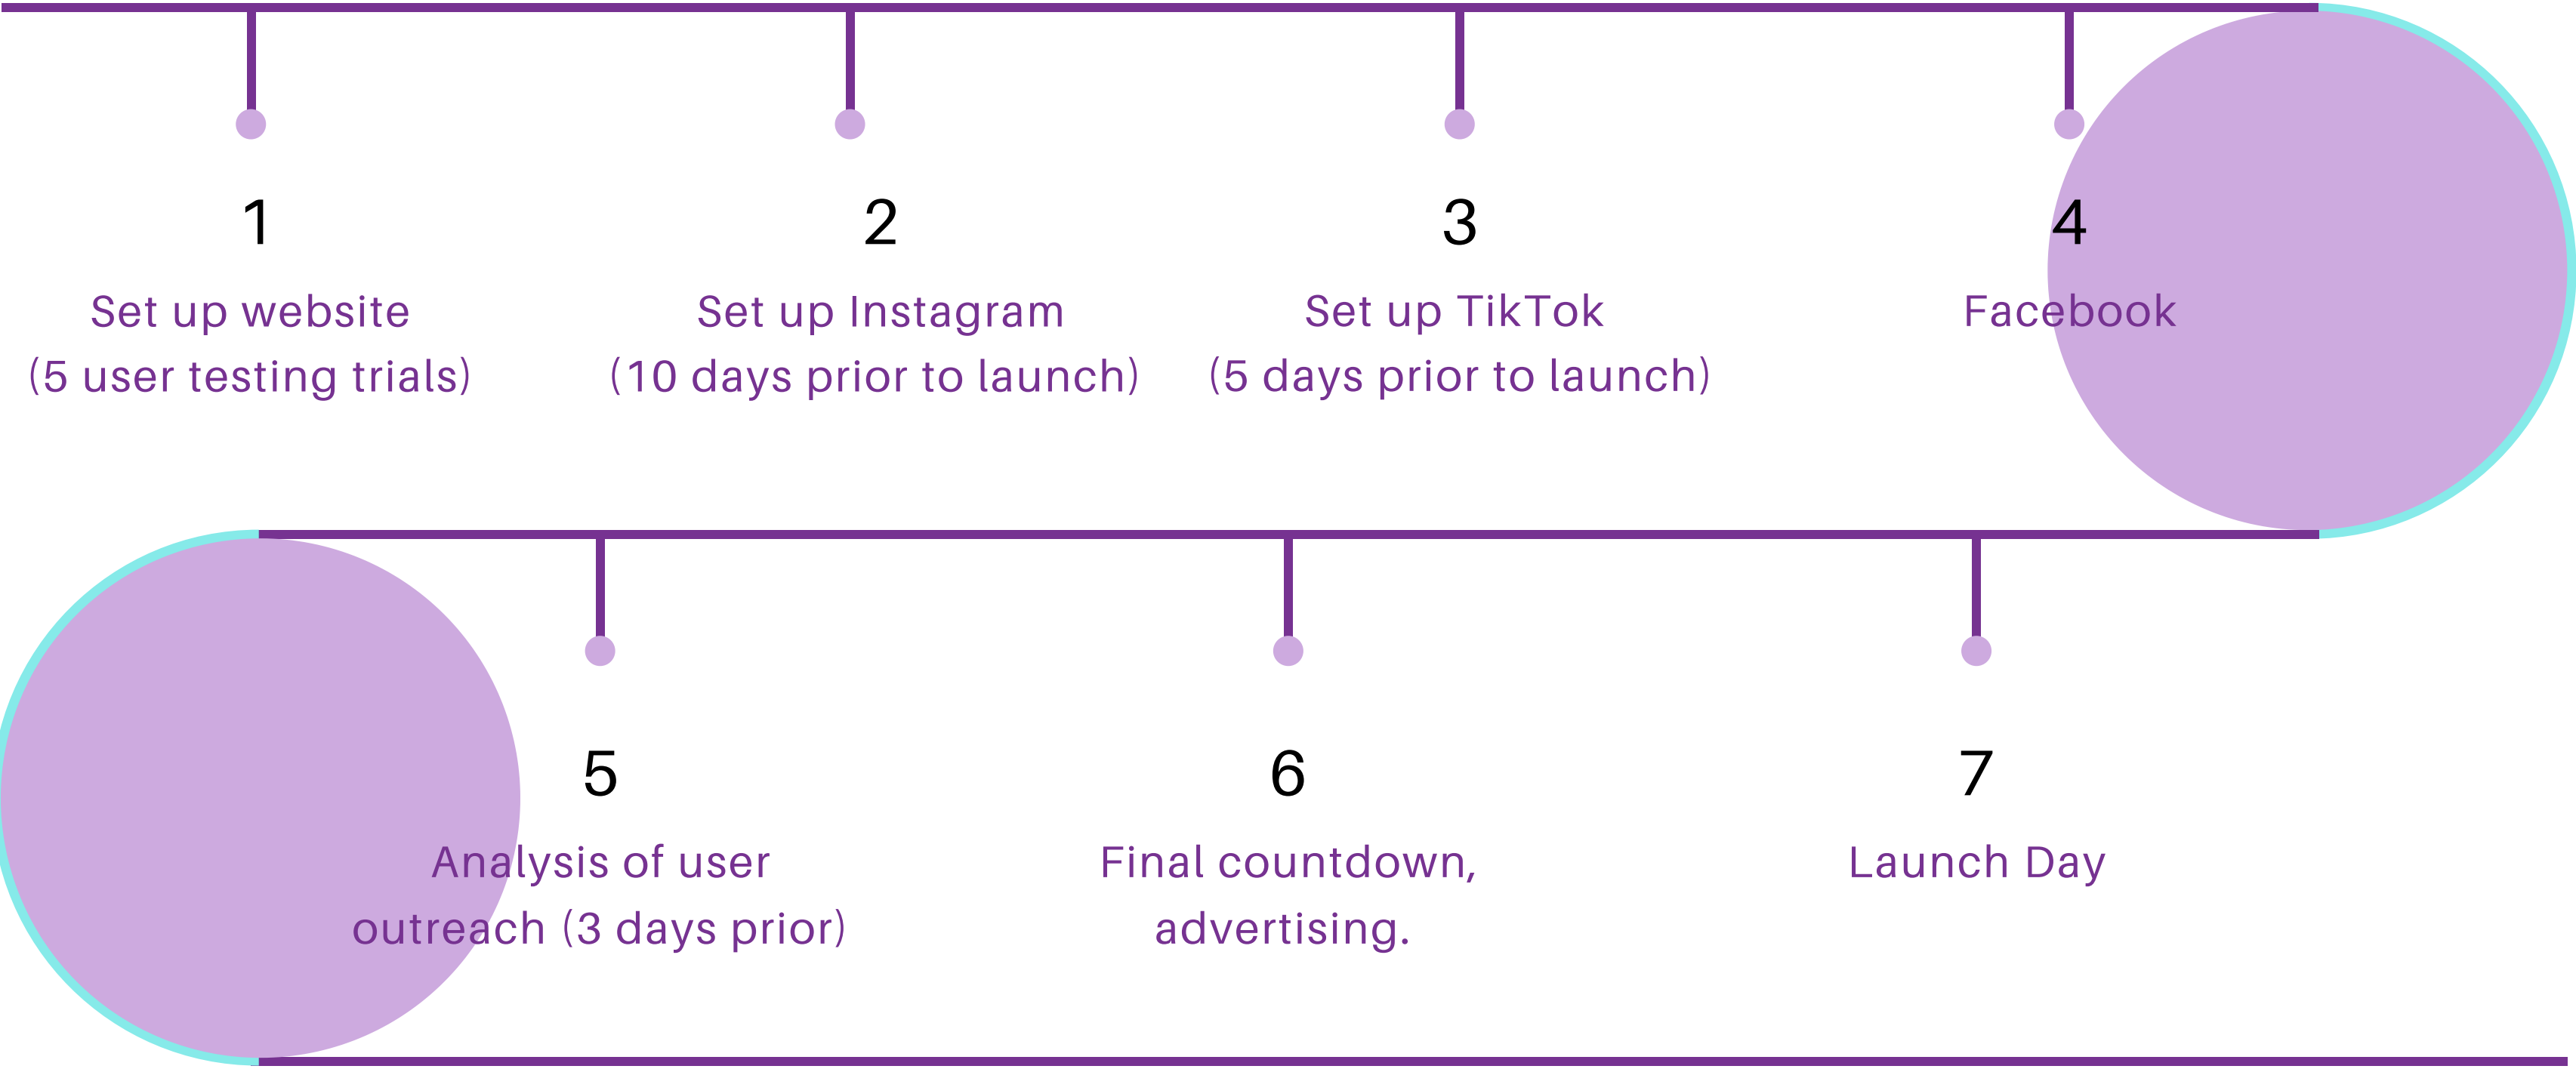 1
Set up website
(5 user testing trials)
2
Set up Instagram
(10 days prior to launch)
3
Set up TikTok
(5 days prior to launch)
4
Facebook
5
Analysis of user
outreach (3 days prior)
6
Final countdown,
advertising.
7
Launch Day